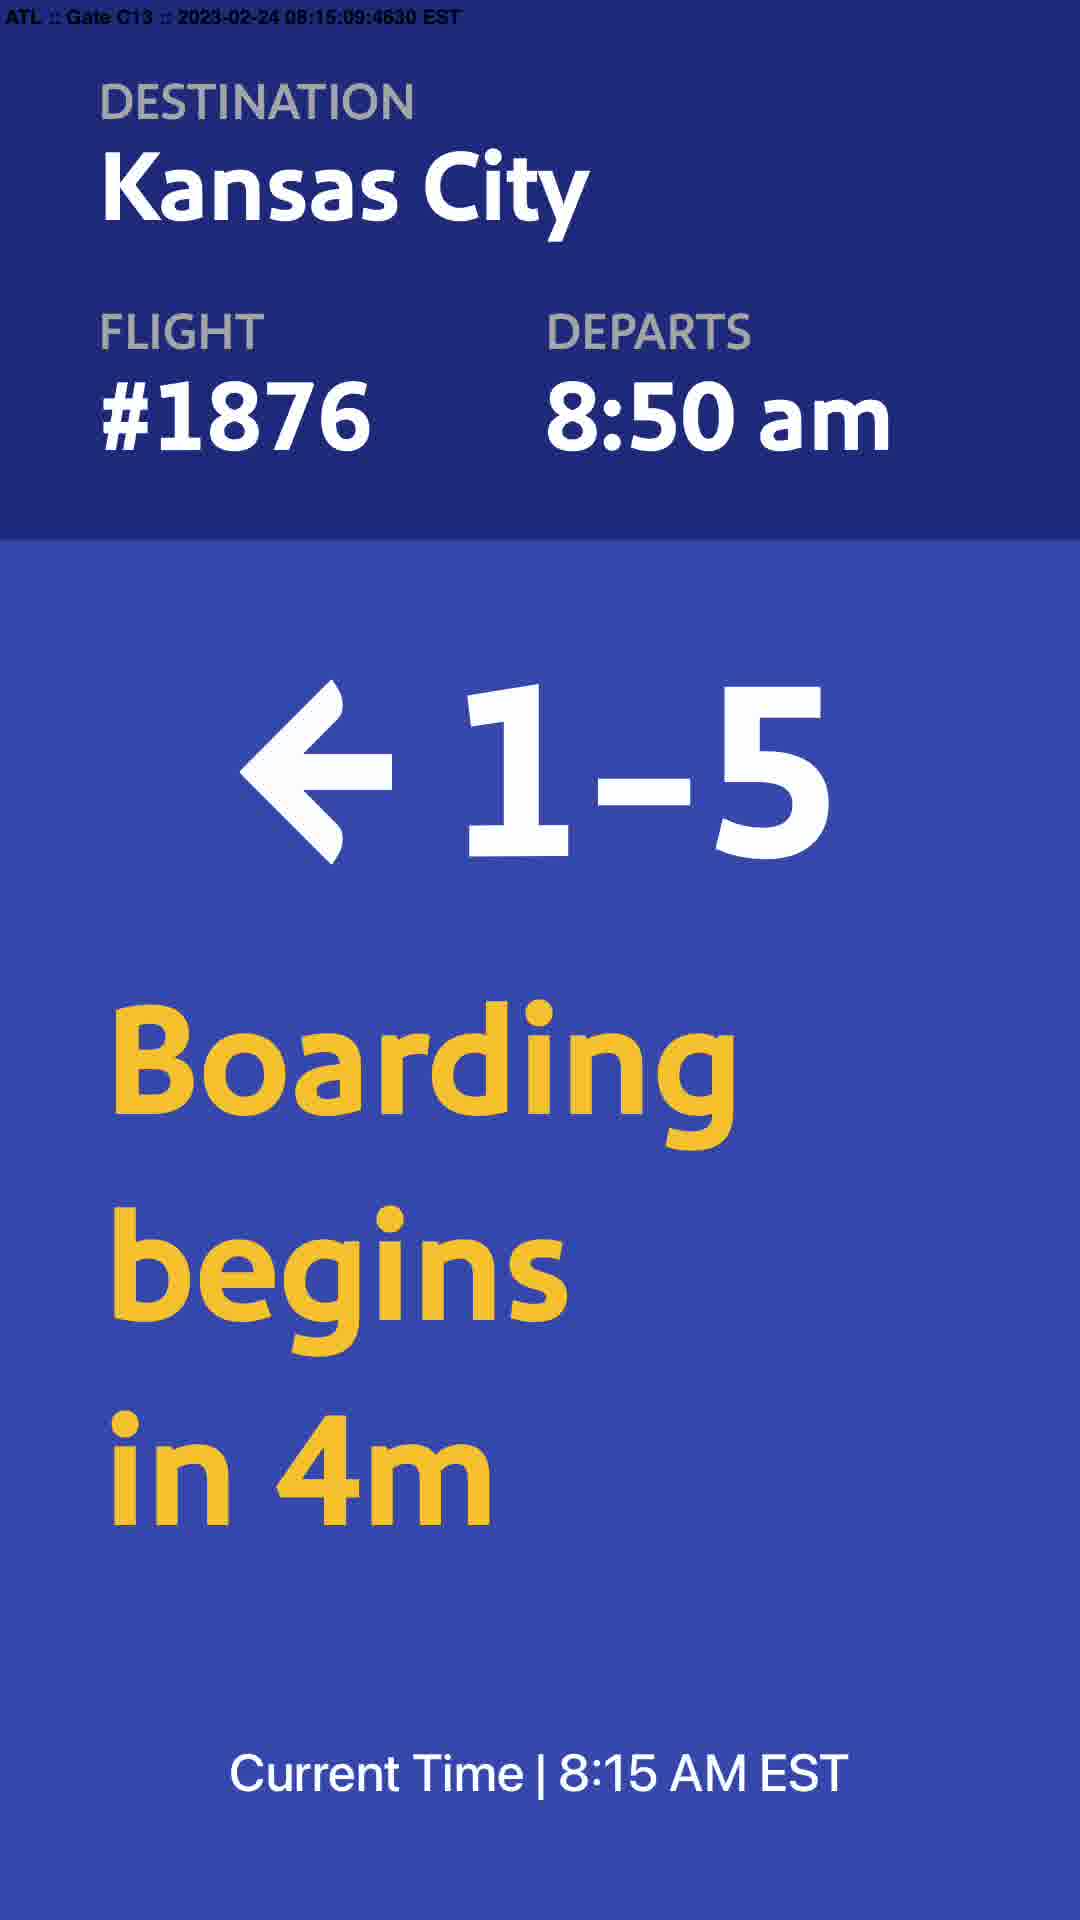 ATL :: Gate C13 :: 2023-02-24 08:15:09:4630 EST
DESTINATION
Kansas City
FLIGHT DEPARTS
#1876 8:50 am
← 1-5
Boarding
begins
in 4m
Current Time | 8:15 AM EST